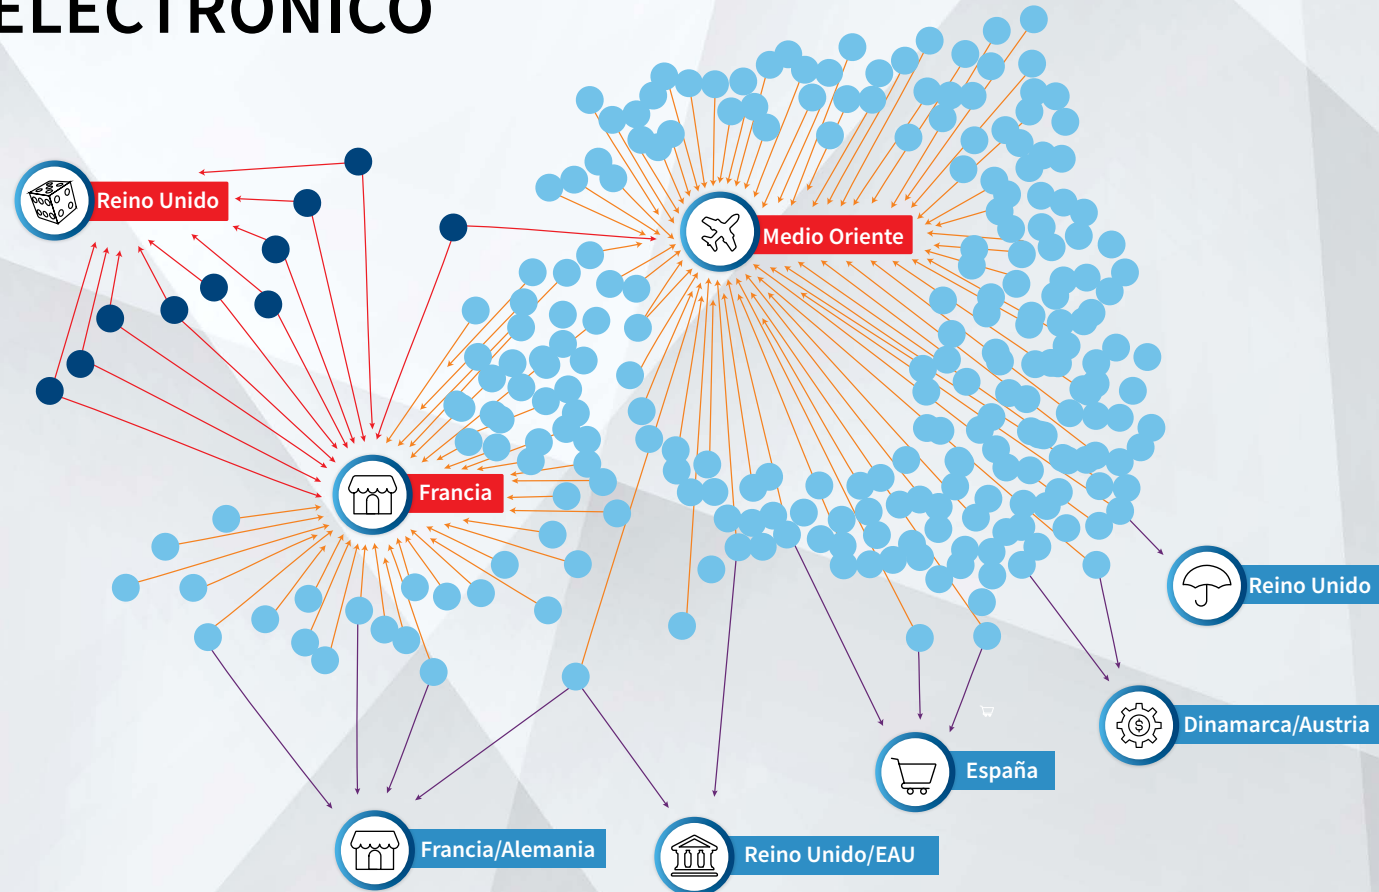 ELECTRÓNICO
Reino Unido
Medio Oriente
Francia
Reino Unido
Dinamarca/Austria
España
Francia/Alemania
Reino Unido/EAU